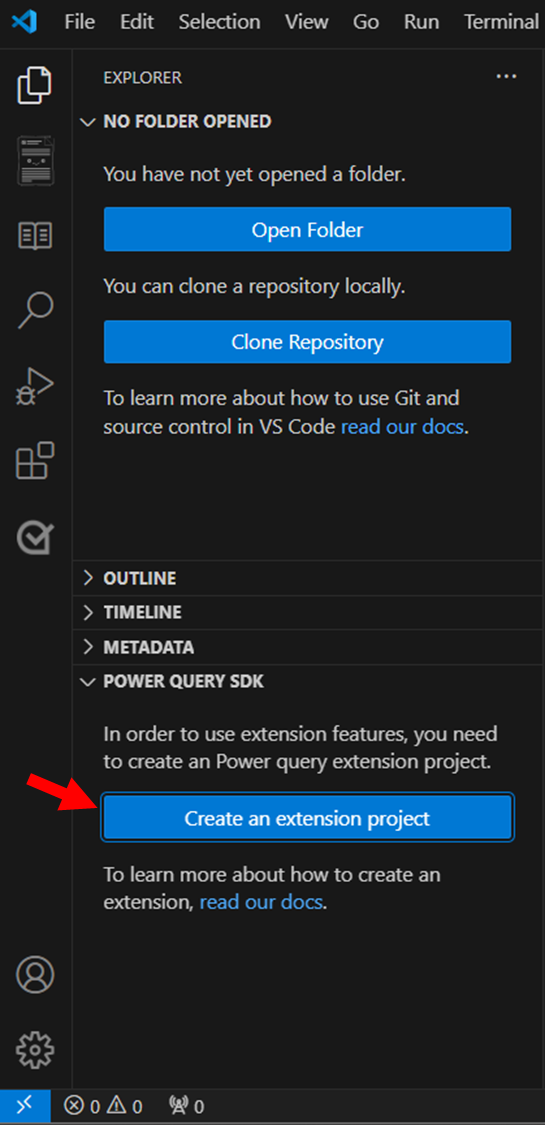 File Edit Selection View Go Run Terminal
EXPLORER
NO FOLDER OPENED
You have not yet opened a folder.
Open Folder
You can clone a repository locally.
Clone Repository
To learn more about how to use Git and
source control in VS Code read our docs.
OUTLINE
TIMELINE
METADATA
POWER QUERY SDK
In order to use extension features, you need
to create an Power query extension project.
Create an extension project
To learn more about how to create an
extension, read our docs.
0 0 0